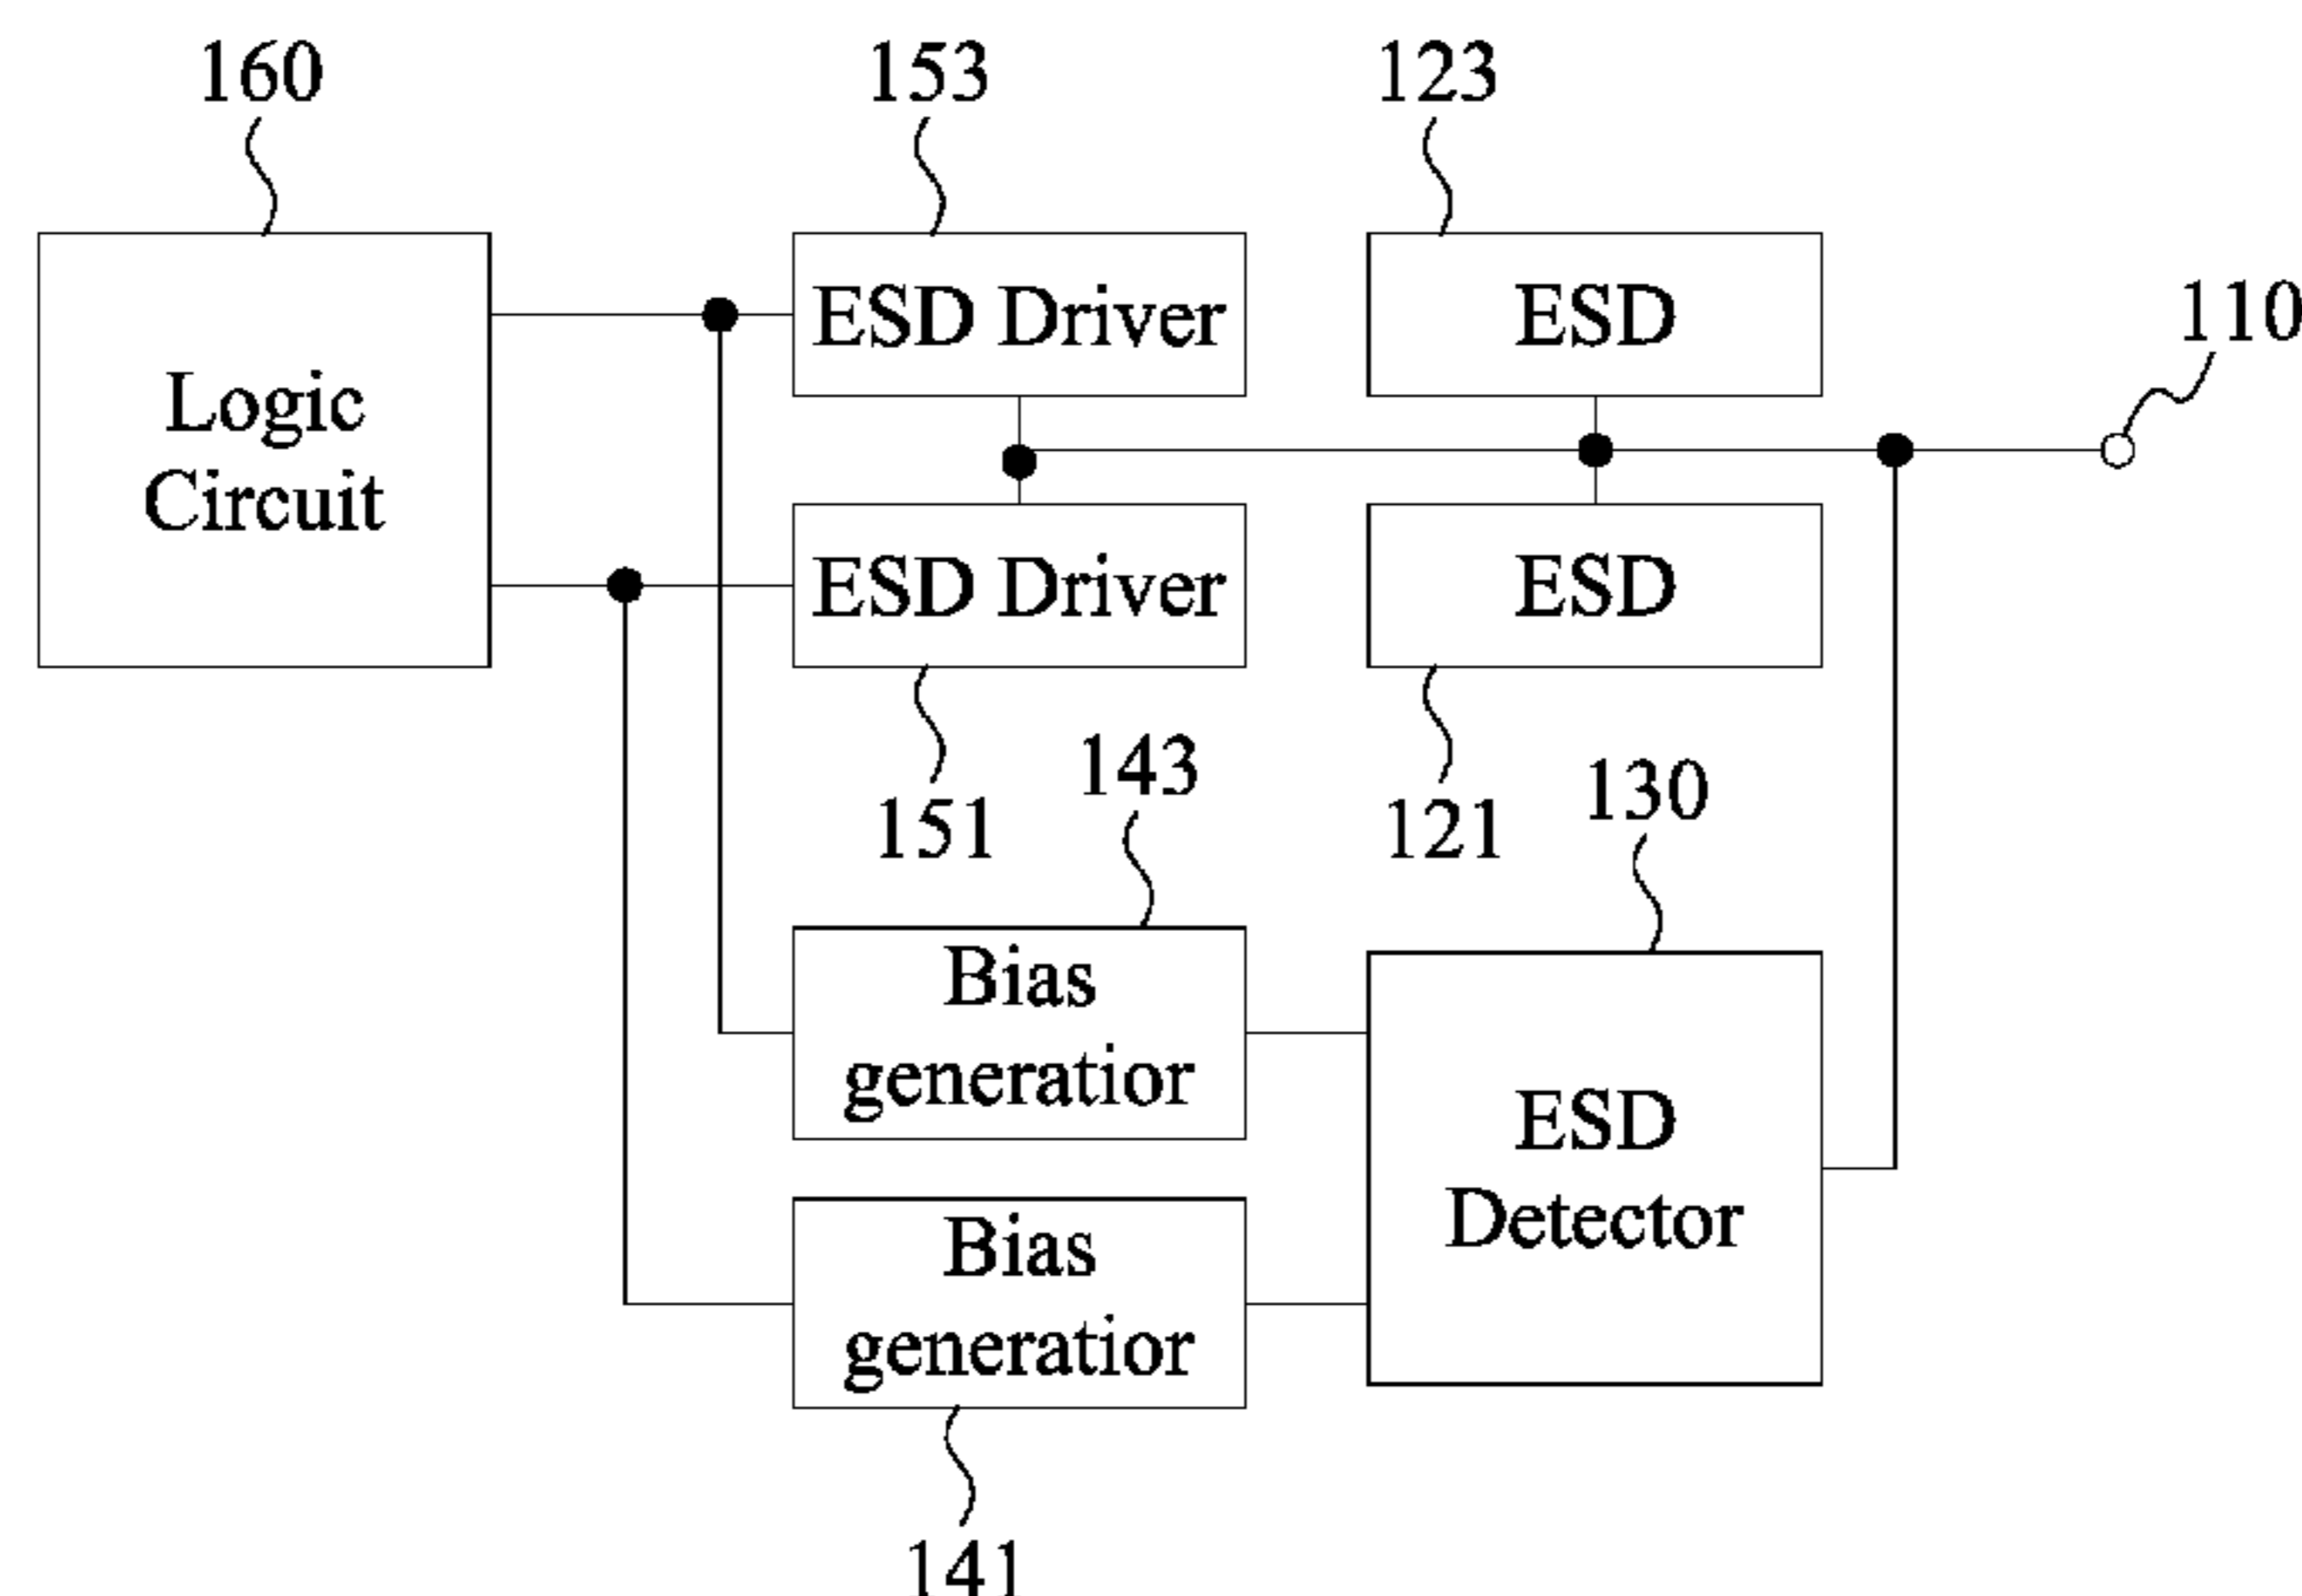 160
153
123
110
ESD Driver
ESD
Logic
Circuit
ESD Driver
ESD
151
143
121
130
Bias
generatior
ESD
Detector
Bias
generatior
141